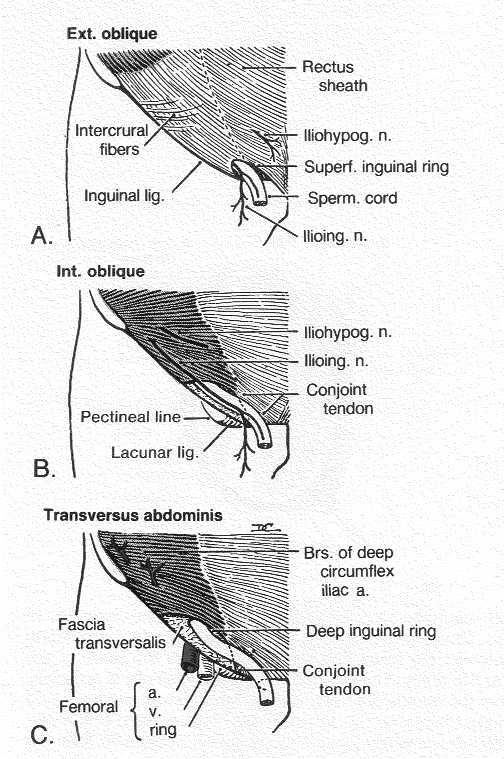 Ext. oblique
Rectus
sheath
Intercrural
fibers
Iliohypog. n.
Superf. inguinal ring
Inguinal lig.
Sperm. cord
A.
Ilioing. n.
Int. oblique
Iliohypog. n.
Ilioing. n.
Conjoint
tendon
Pectineal line
Lacunar lig.
B.
Transversus abdominis
Brs. of deep
circumflex
iliac a.
Fascia
transversalis
Deep inguinal ring
Conjoint
tendon
Femoral
a.
v.
ring
C.